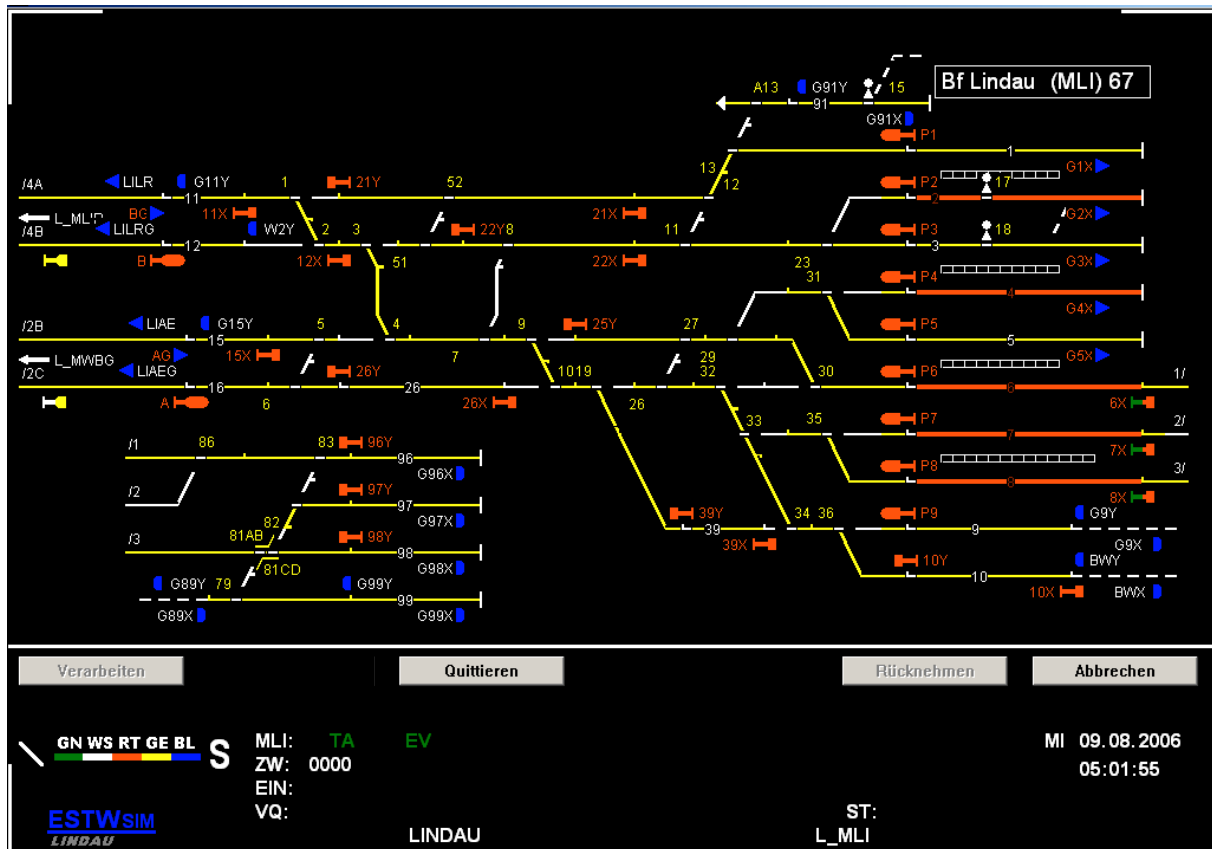 Bf Lindau (MLI) 67
A13 G91Y 15
91
G91X
P1
1
G1X
13
12
/4A LILR G11Y 1 21Y 52
P2 17
11
2
BG 11X 21X
G2X
L_ML'P
LILRG W2Y 2 3 22Y 8 11
P3 18
/4B
12
3
B 12X 51 22X
23
G3X
31
P4
4
G4X
/2B LIAE G15Y 5 4 9 25Y 27
P5
15
5
AG 15X 7
G5X
L_MWBG
LIAEG 26Y 29
/2C
P6 1/
10 19 32 30
16 26
6
A 6 26X 26
6X
33 35
P7 2/
7
7X
/1 86 83 96Y
96
G96X
P8 3/
8
8X
/2 97Y
97
G97X
82
81AB
39Y 34 36 P9 G9Y
39
9
39X
G9X
/3 98Y
98
G98X
81CD
10Y BWY
10
10X BWX
G89Y 79 G99Y
99
G89X G99X
Verarbeiten Quittieren Rücknehmen Abbrechen
GN WS RT GE BL S
MLI: TA EV
MI 09.08.2006
ZW: 0000
05:01:55
EIN:
VQ:
ST:
ESTWSIM
LINDAU
LINDAU
L_MLI